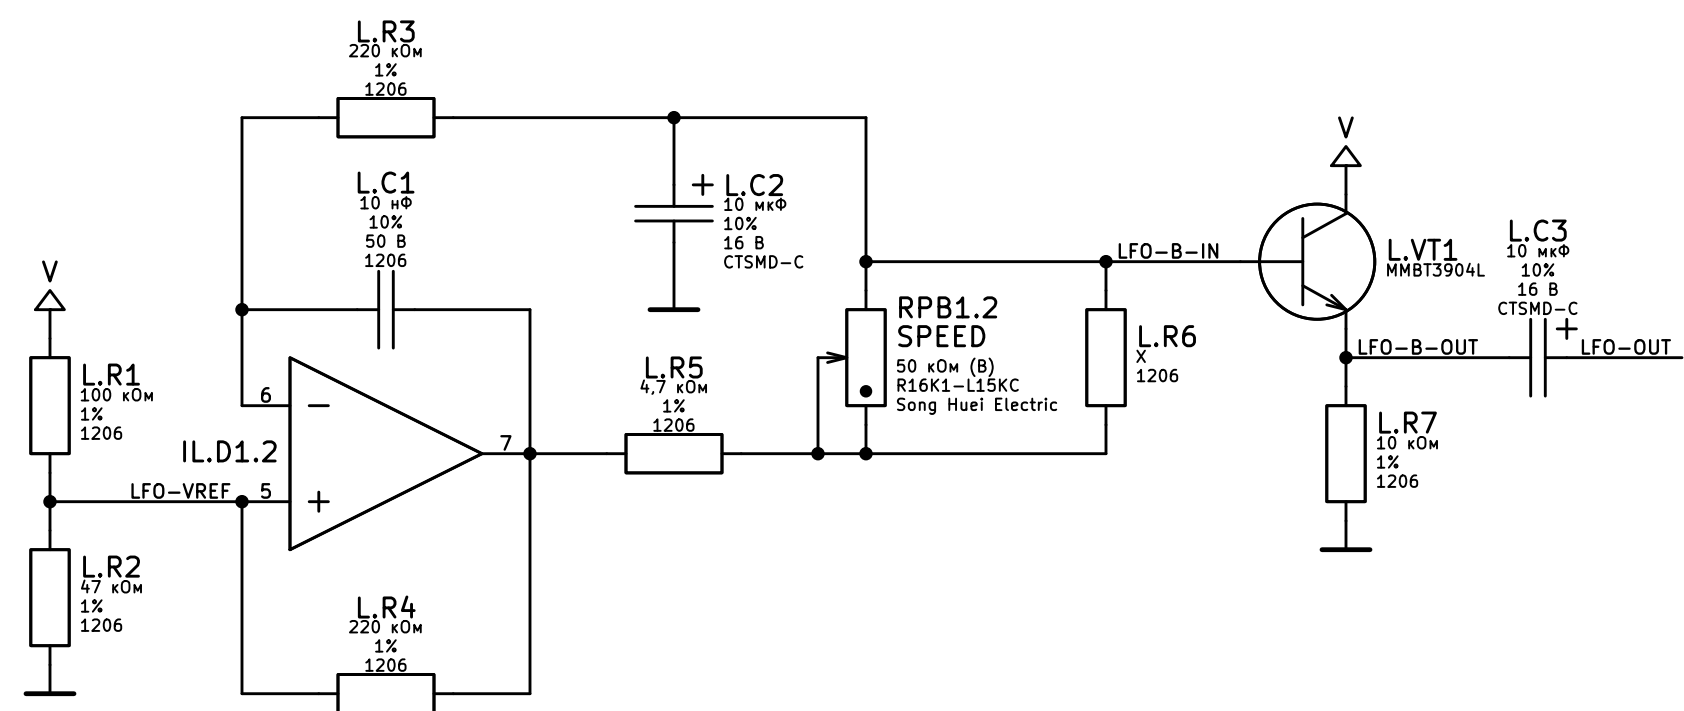 L.R3
220 кОм
1%
1206
L.C1
10 нФ
10%
50 В
1206
+
L.C2
10 мкФ
10%
16 В
CTSMD-C
V
L.R1
100 кОм
1%
1206
6
−
IL.D1.2
7
LFO-VREF
5
+
L.R2
47 кОм
1%
1206
L.R4
220 кОм
1%
1206
L.R5
4,7 кОм
1%
1206
RPB1.2
SPEED
50 кОм (B)
R16K1-L15KC
Song Huei Electric
LFO-B-IN
L.R6
X
1206
V
L.VT1
MMBT3904L
L.C3
10 мкФ
10%
16 В
CTSMD-C
+
LFO-B-OUT
LFO-OUT
L.R7
10 кОм
1%
1206